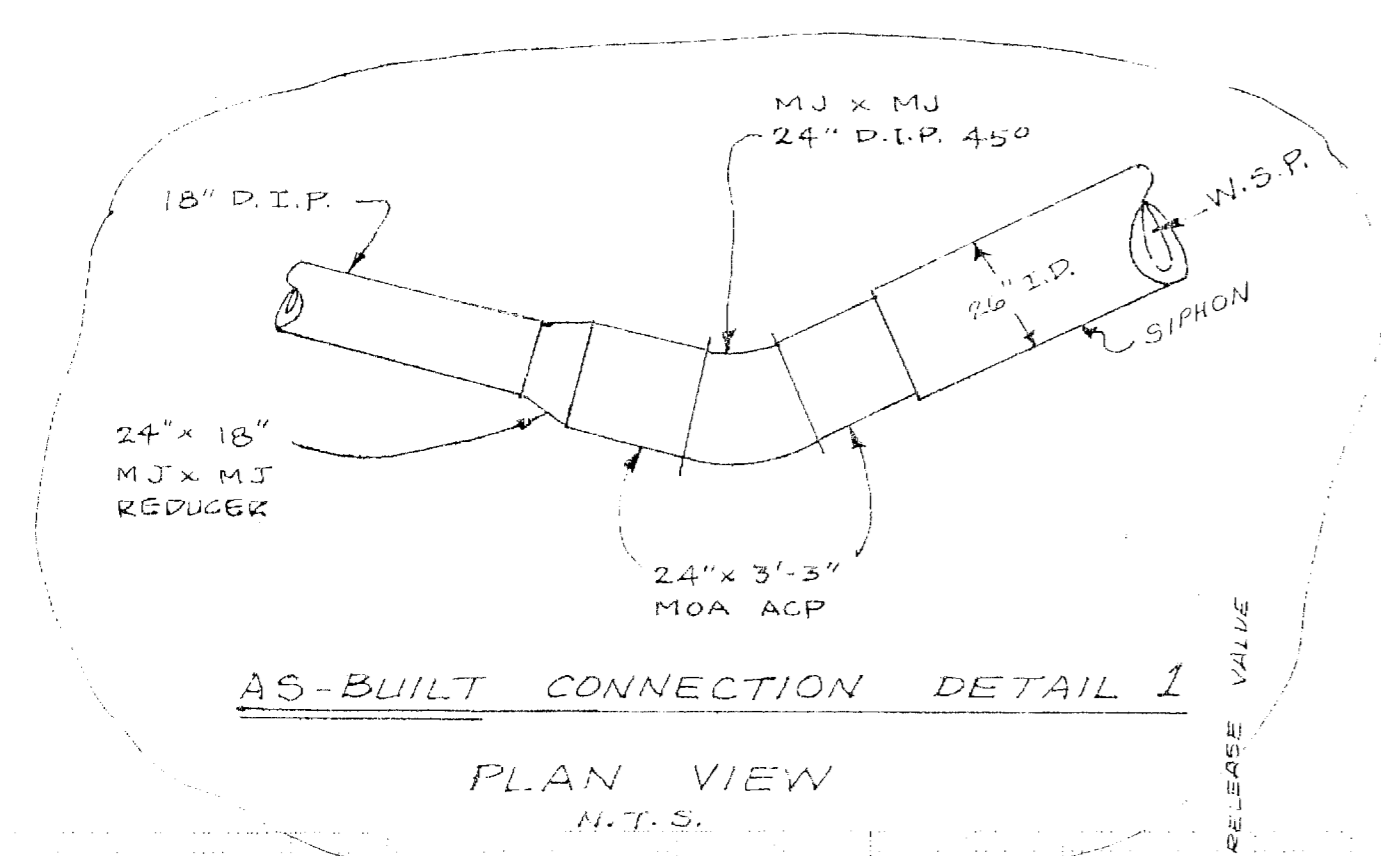 MJ x MJ
24" D.I.P. 45°
18" D.I.P.
W.S.P.
26" I.D.
SIPHON
24" x 18"
MJ x MJ
REDUCER
24" x 3'-3"
MOA ACP
AS-BUILT CONNECTION DETAIL 1
PLAN VIEW
N.T.S.
RELEASE VALVE